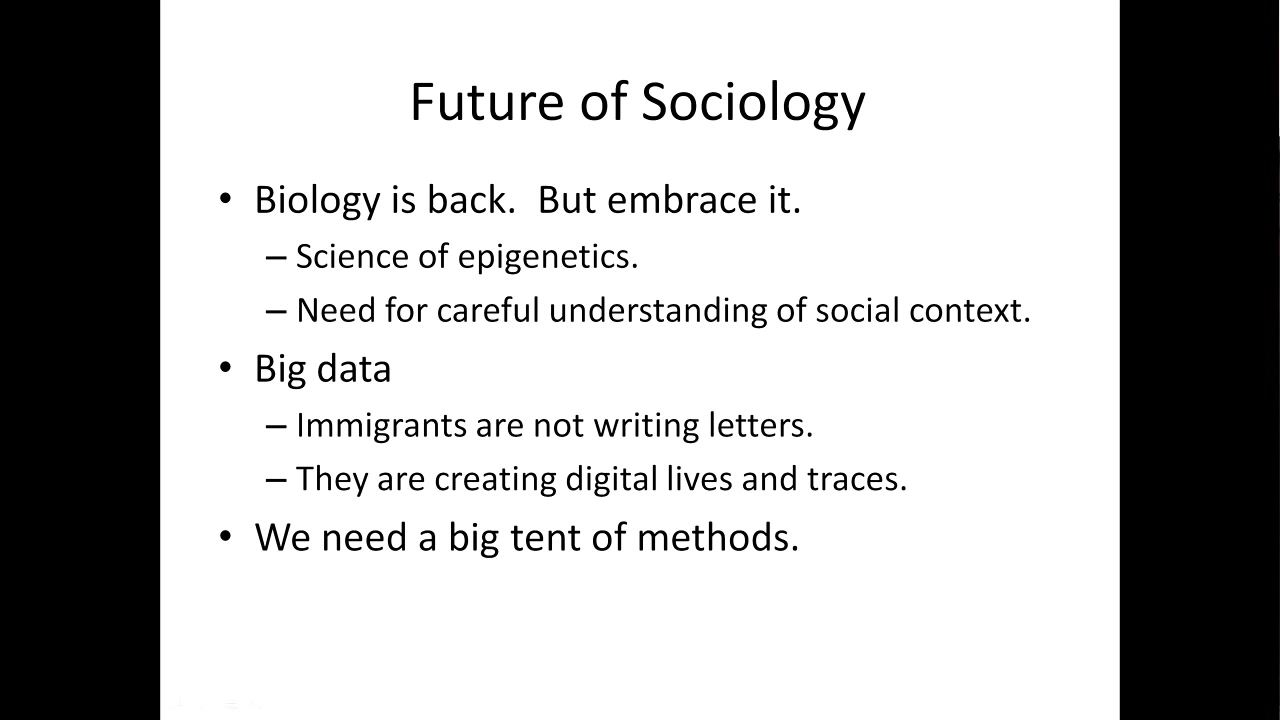 Future of Sociology
• Biology is back.  But embrace it.
– Science of epigenetics.
– Need for careful understanding of social context.
• Big data
– Immigrants are not writing letters.
– They are creating digital lives and traces.
• We need a big tent of methods.